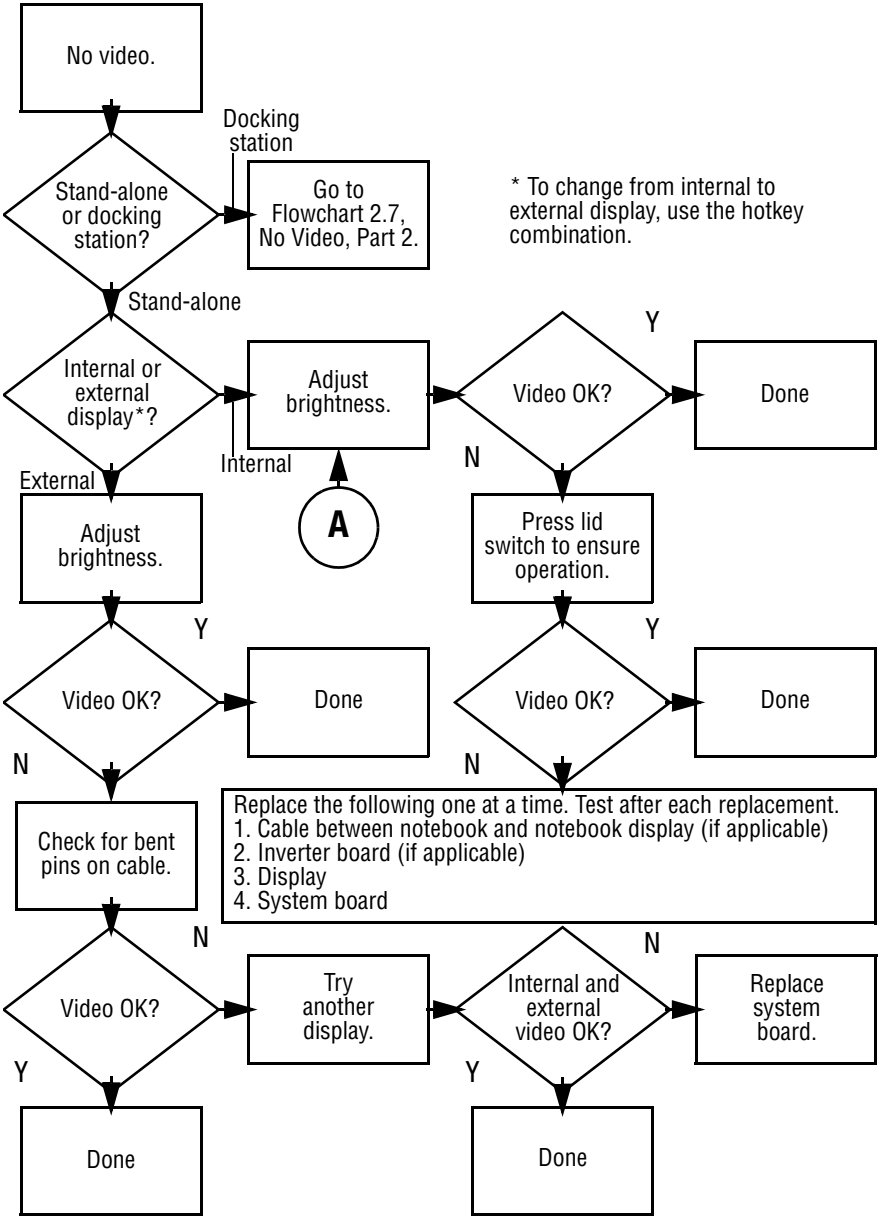 No video.
Docking
station
Stand-alone
or docking
station?
Go to
Flowchart 2.7,
No Video, Part 2.
* To change from internal to
external display, use the hotkey
combination.
Stand-alone
Internal or
external
display*?
Internal
Adjust
brightness.
Video OK?
Y
Done
N
External
A
Adjust
brightness.
Press lid
switch to ensure
operation.
Video OK?
Y
Done
N
Video OK?
Y
Done
N
Check for bent
pins on cable.
Replace the following one at a time. Test after each replacement.
1. Cable between notebook and notebook display (if applicable)
2. Inverter board (if applicable)
3. Display
4. System board
Video OK?
N
Try
another
display.
Internal and
external
video OK?
N
Replace
system
board.
Y
Done
Y
Done